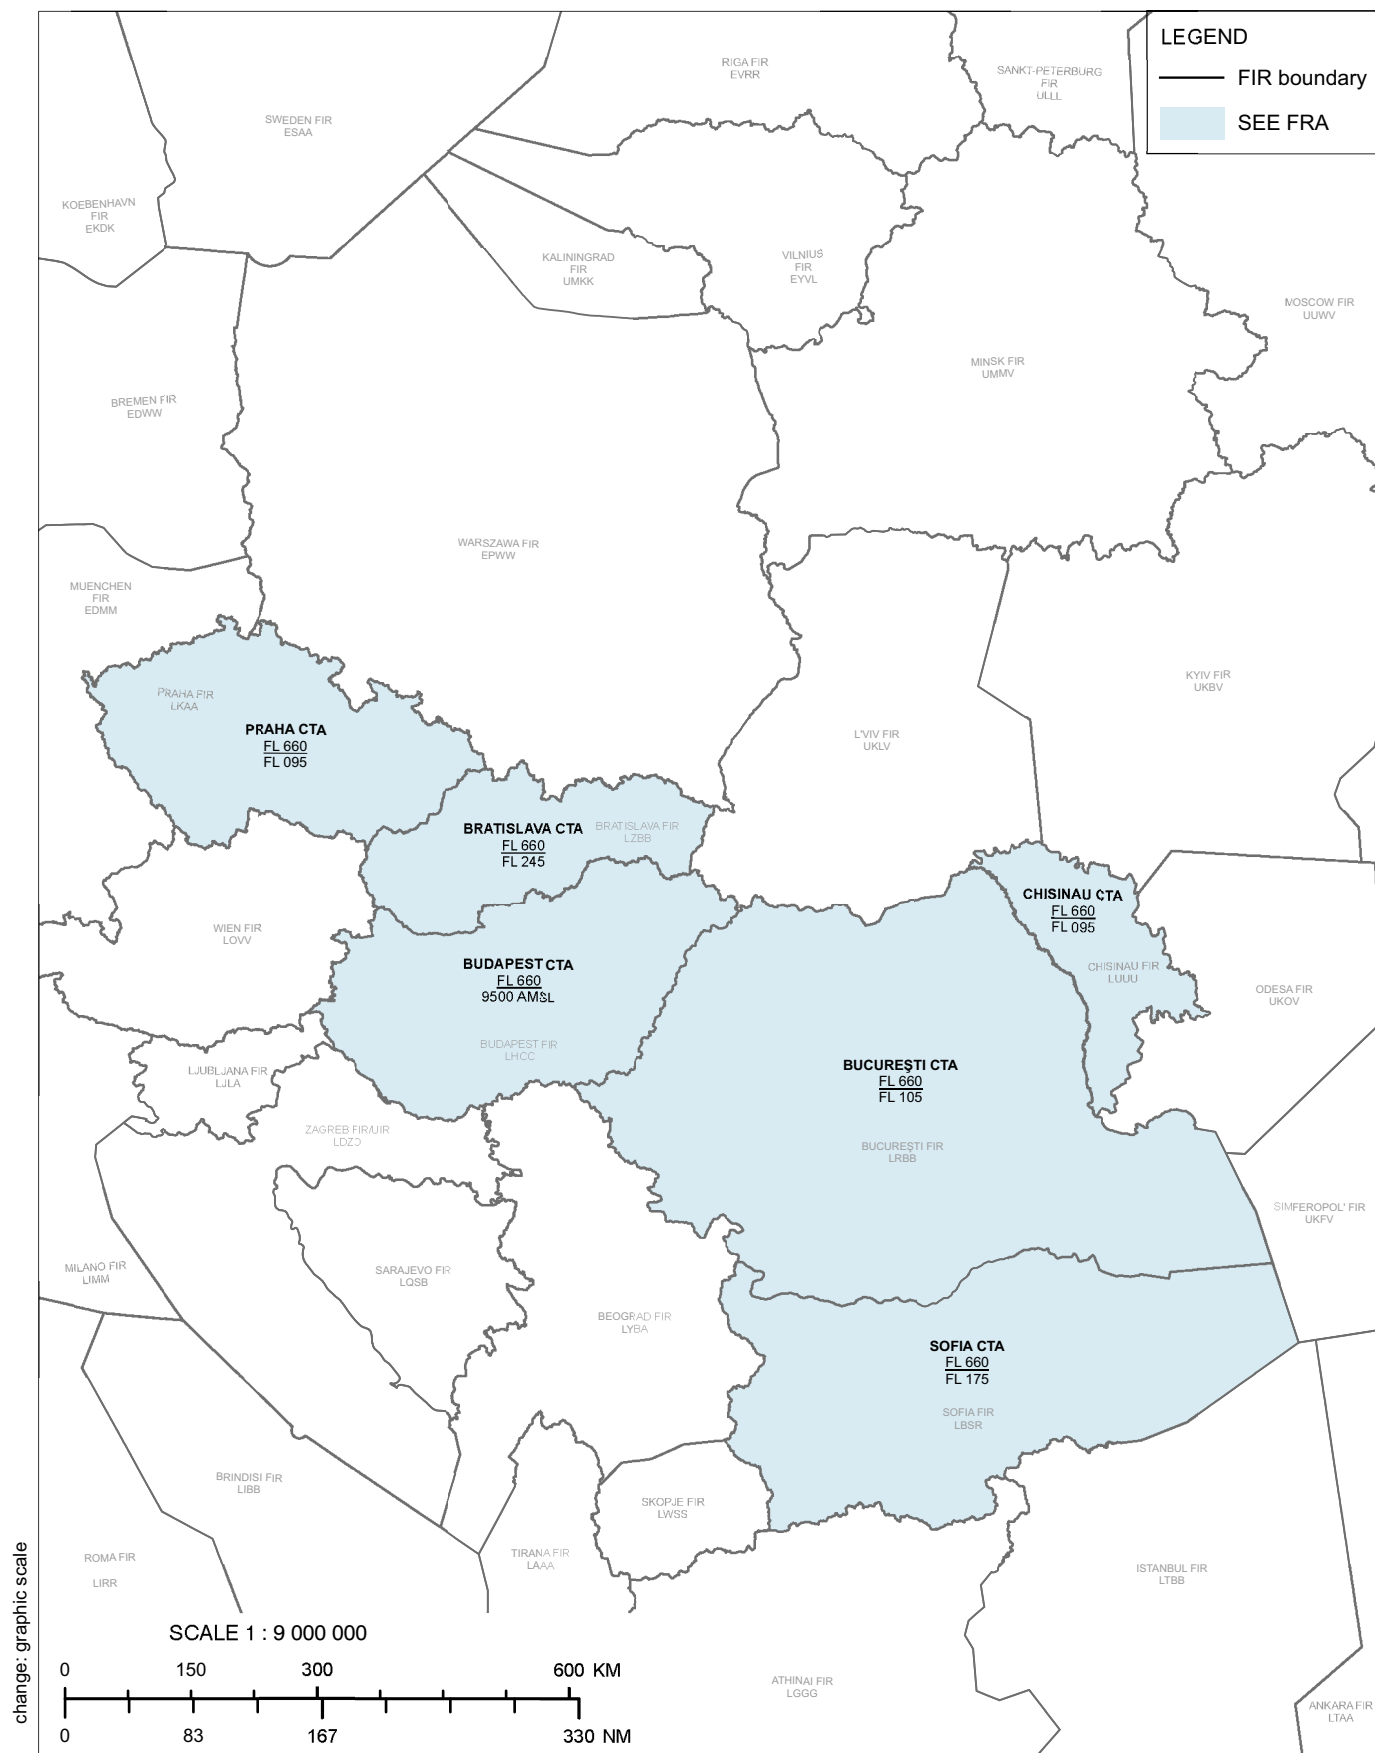 LEGEND
FIR boundary
SEE FRA
RIGA FIR
EVRR
SANKT-PETERBURG
FIR
ULLL
SWEDEN FIR
ESAA
KOEBENHAVN
FIR
EKDK
KALININGRAD
FIR
UMKK
VILNIUS
FIR
EYVL
MOSCOW FIR
UUWV
MINSK FIR
UMMV
BREMEN FIR
EDWW
WARSZAWA FIR
EPWW
MUENCHEN
FIR
EDMM
PRAHA FIR
LKAA
PRAHA CTA
FL 660
FL 095
KYIV FIR
UKBV
L'VIV FIR
UKLV
BRATISLAVA CTA
FL 660
FL 245
BRATISLAVA FIR
LZBB
CHISINAU CTA
FL 660
FL 095
CHISINAU FIR
LUUU
WIEN FIR
LOVV
BUDAPEST CTA
FL 660
9500 AMSL
BUDAPEST FIR
LHCC
ODESA FIR
UKOV
LJUBLJANA FIR
LJLA
BUCUREŞTI CTA
FL 660
FL 105
BUCUREŞTI FIR
LRBB
ZAGREB FIR/UIR
LDZO
SIMFEROPOL' FIR
UKFV
MILANO FIR
LIMM
SARAJEVO FIR
LQSB
BEOGRAD FIR
LYBA
SOFIA CTA
FL 660
FL 175
SOFIA FIR
LBSR
BRINDISI FIR
LIBB
SKOPJE FIR
LWSS
ROMA FIR
LIRR
TIRANA FIR
LAAA
ISTANBUL FIR
LTBB
ATHINAI FIR
LGGG
ANKARA FIR
LTAA
SCALE 1 : 9 000 000
0 150 300 600 KM
0 83 167 330 NM
change: graphic scale